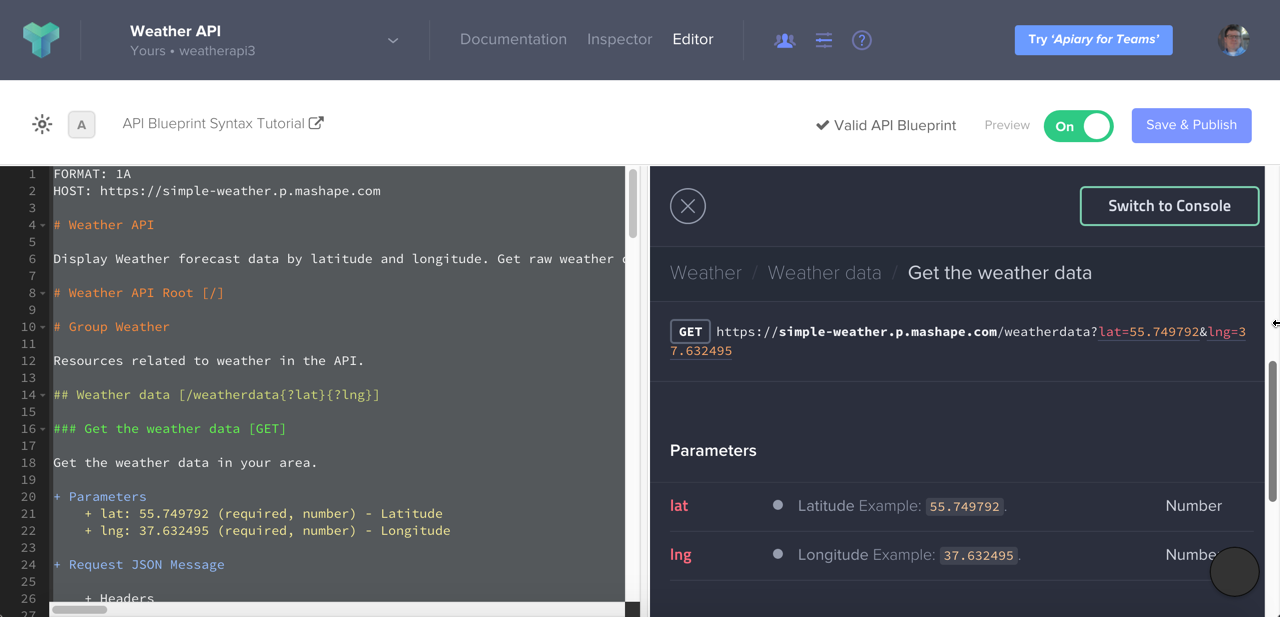 Weather API
Yours • weatherapi3
Documentation Inspector Editor
Try ‘Apiary for Teams’
A
API Blueprint Syntax Tutorial
Valid API Blueprint
Preview
On
Save & Publish
1 FORMAT: 1A
2 HOST: https://simple-weather.p.mashape.com
3
4 # Weather API
5
6 Display Weather forecast data by latitude and longitude. Get raw weather
7
8 # Weather API Root [/]
9
10 # Group Weather
11
12 Resources related to weather in the API.
13
14 ## Weather data [/weatherdata{?lat}{?lng}]
15
16 ### Get the weather data [GET]
17
18 Get the weather data in your area.
19
20 + Parameters
21 + lat: 55.749792 (required, number) - Latitude
22 + lng: 37.632495 (required, number) - Longitude
23
24 + Request JSON Message
25
26 + Headers
27
Switch to Console
Weather / Weather data / Get the weather data
GET https://simple-weather.p.mashape.com/weatherdata?lat=55.749792&lng=3
7.632495
Parameters
lat Latitude Example: 55.749792. Number
lng Longitude Example: 37.632495. Numbe